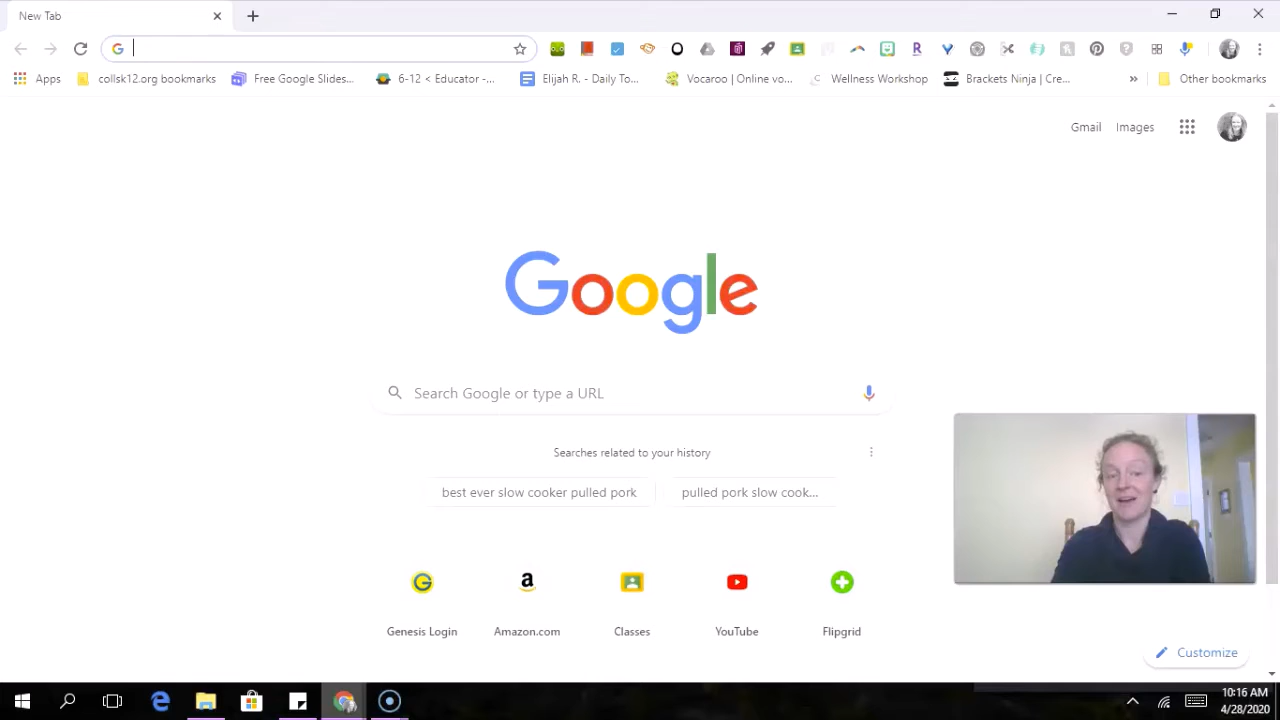 New Tab
Apps
collsk12.org bookmarks
Free Google Slides...
6-12 < Educator -...
Elijah R. - Daily To...
Vocaroo | Online vo...
Wellness Workshop
Brackets Ninja | Cre...
»
Other bookmarks
Gmail
Images
Google
Search Google or type a URL
Searches related to your history
best ever slow cooker pulled pork
pulled pork slow cook...
Genesis Login
Amazon.com
Classes
YouTube
Flipgrid
Customize
10:16 AM
4/28/2020